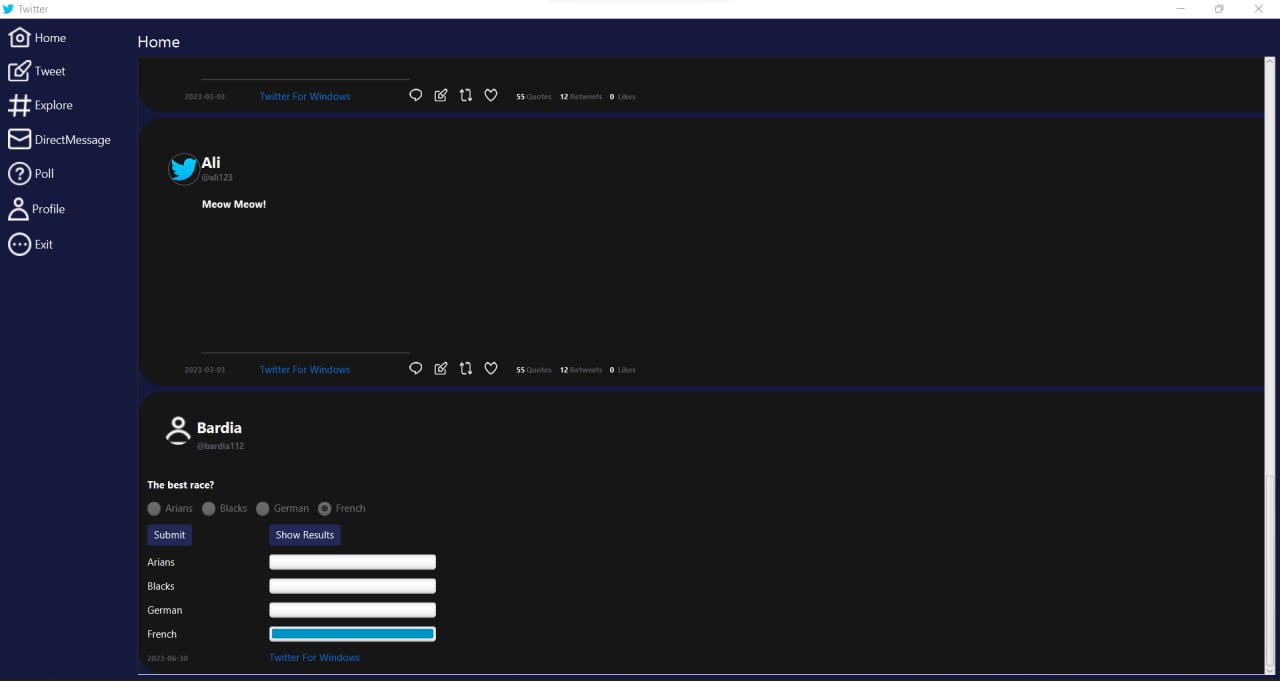 Twitter
Home
Tweet
Explore
DirectMessage
Poll
Profile
Exit
Home
2023-03-03 Twitter For Windows 55 Quotes 12 Retweets 0 Likes
Ali
@ali123
Meow Meow!
2023-03-03 Twitter For Windows 55 Quotes 12 Retweets 0 Likes
Bardia
@bardia112
The best race?
Arians Blacks German French
Submit Show Results
Arians
Blacks
German
French
2023-06-30 Twitter For Windows